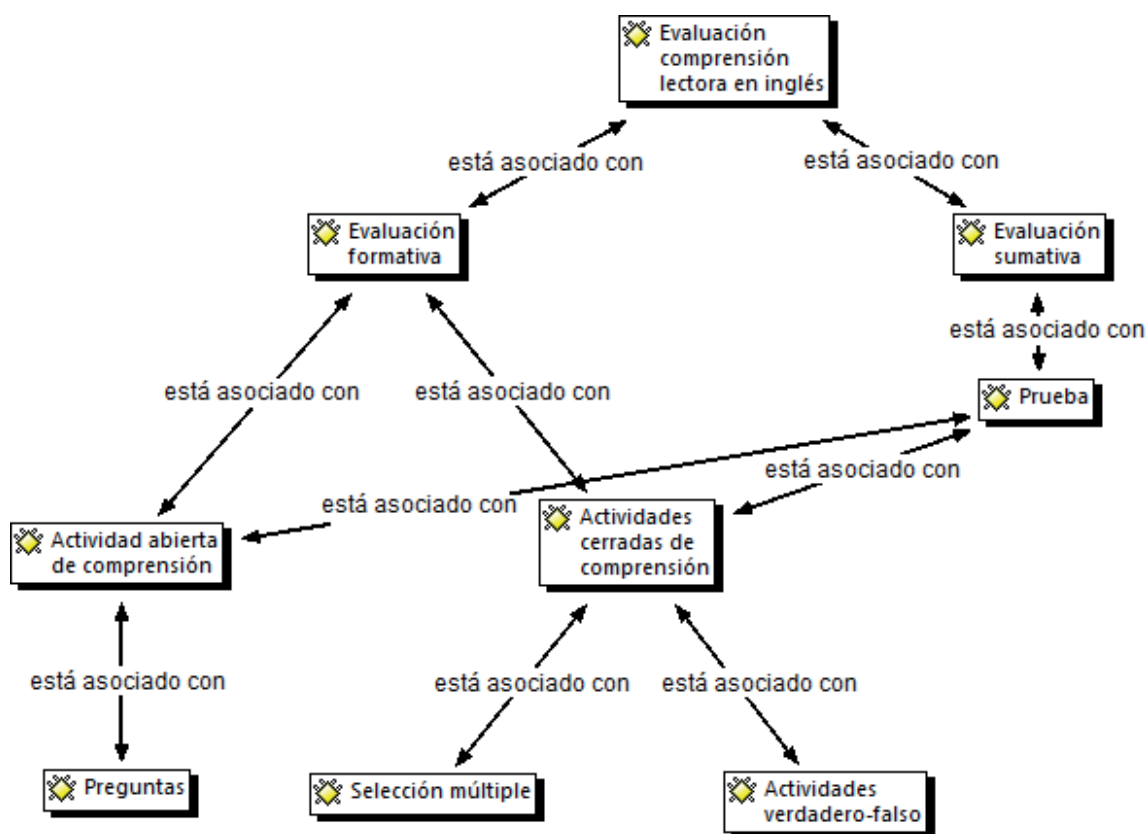 Evaluación
comprensión
lectora en inglés
está asociado con
está asociado con
Evaluación
formativa
Evaluación
sumativa
está asociado con
está asociado con
está asociado con
Prueba
está asociado con
está asociado con
Actividad abierta
de comprensión
Actividades
cerradas de
comprensión
está asociado con
está asociado con
está asociado con
Preguntas
Selección múltiple
Actividades
verdadero-falso